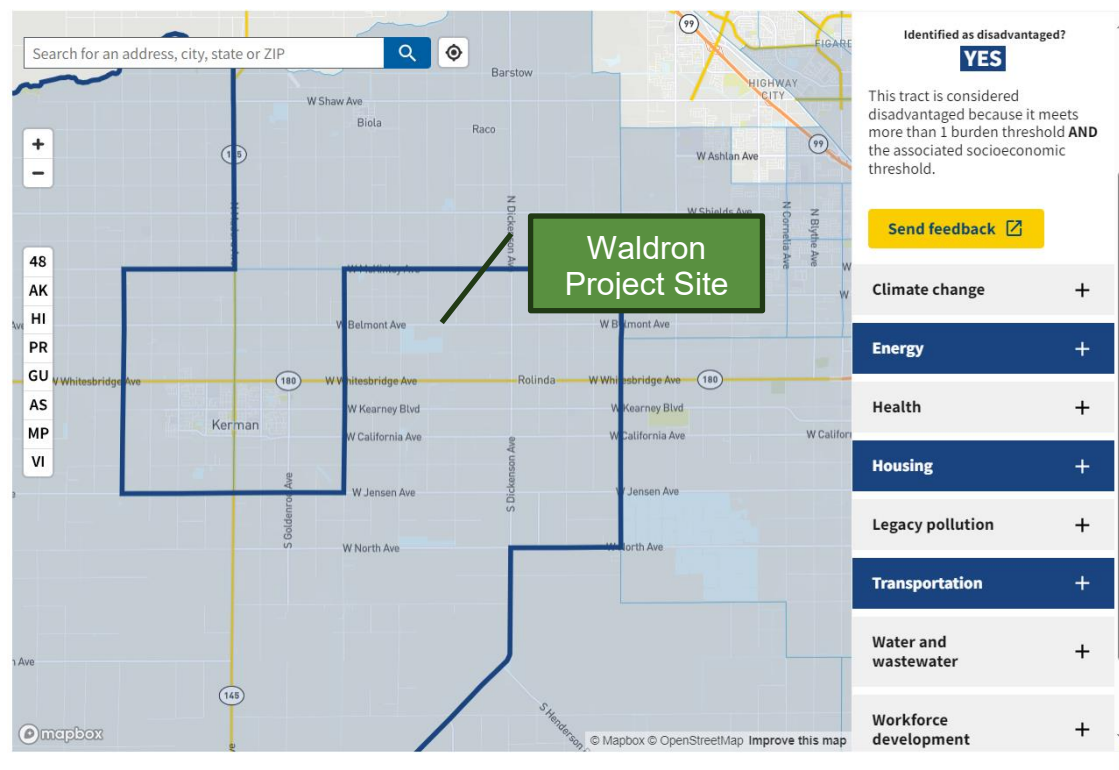 Search for an address, city, state or ZIP
+
−
48
AK
HI
PR
GU
AS
MP
VI
99
FIGARD
HIGHWAY
CITY
Barstow
W Shaw Ave
Biola
Raco
145
W Ashlan Ave
99
W Shields Ave
N Dickenson Ave
N Cornelia Ave
N Blythe Ave
Waldron
Project Site
W McKinley Ave
W Belmont Ave
W Belmont Ave
W Whitesbridge Ave
180
W Whitesbridge Ave
Rolinda
W Whitesbridge Ave
180
W Kearney Blvd
W Kearney Blvd
Kerman
W California Ave
W California Ave
W Californ
S Goldenrod Ave
W Jensen Ave
S Dickenson Ave
W Jensen Ave
W North Ave
W North Ave
n Ave
145
S Henderson
mapbox
© Mapbox © OpenStreetMap Improve this map
Identified as disadvantaged?
YES
This tract is considered
disadvantaged because it meets
more than 1 burden threshold AND
the associated socioeconomic
threshold.
Send feedback
Climate change +
Energy +
Health +
Housing +
Legacy pollution +
Transportation +
Water and
wastewater +
Workforce
development +